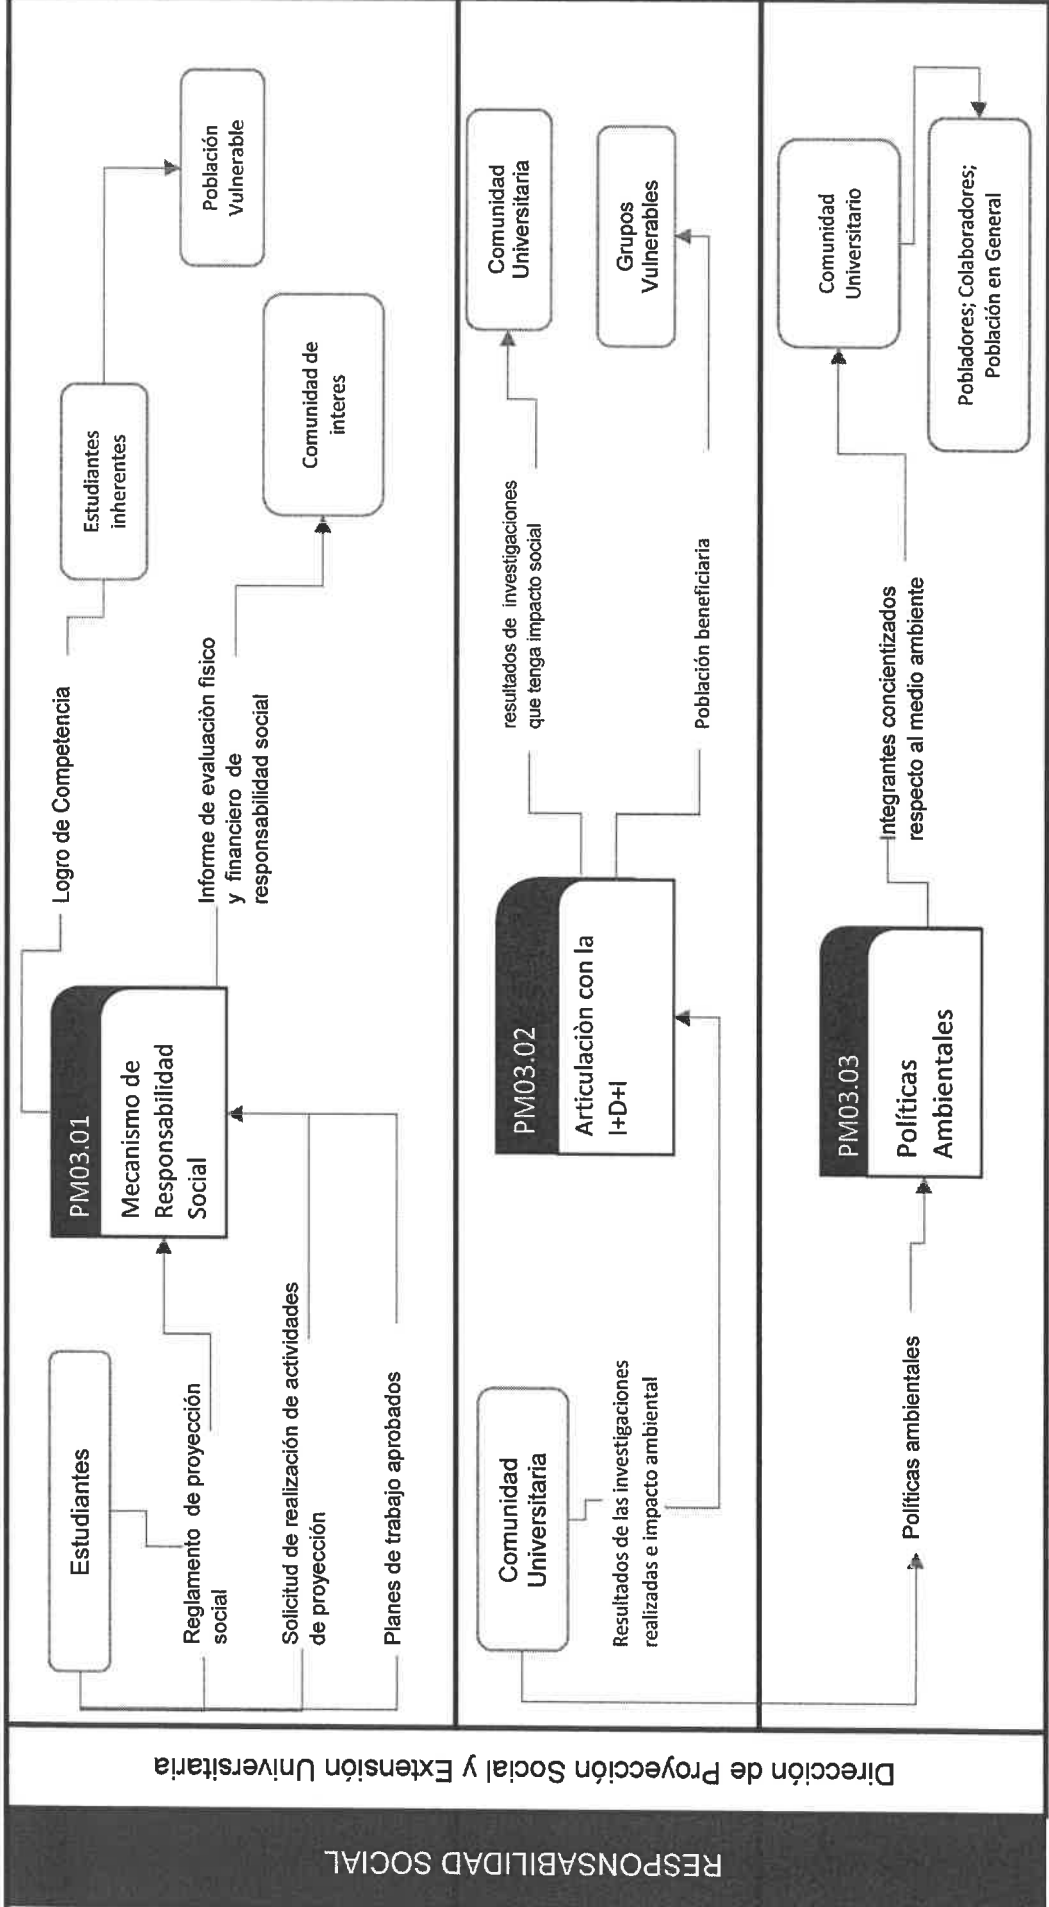 RESPONSABILIDAD SOCIAL
Dirección de Proyección Social y Extensión Universitaria
Estudiantes
Reglamento de proyección
social
Solicitud de realización de actividades
de proyección
Planes de trabajo aprobados
PM03.01
Mecanismo de
Responsabilidad
Social
Logro de Competencia
Informe de evaluaciòn fisico
y financiero de
responsabilidad social
Estudiantes
inherentes
Comunidad de
interes
Población
Vulnerable
Comunidad
Universitaria
Resultados de las investigaciones
realizadas e impacto ambiental
PM03.02
Articulaciòn con la
I+D+I
resultados de investigaciones
que tenga impacto social
Población beneficiaria
Comunidad
Universitaria
Grupos
Vulnerables
Políticas ambientales
PM03.03
Políticas
Ambientales
Integrantes concientizados
respecto al medio ambiente
Comunidad
Universitario
Pobladores; Colaboradores;
Población en General